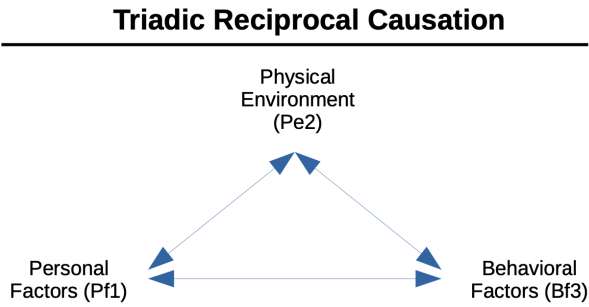 Triadic Reciprocal Causation
Physical
Environment
(Pe2)
Personal
Factors (Pf1)
Behavioral
Factors (Bf3)